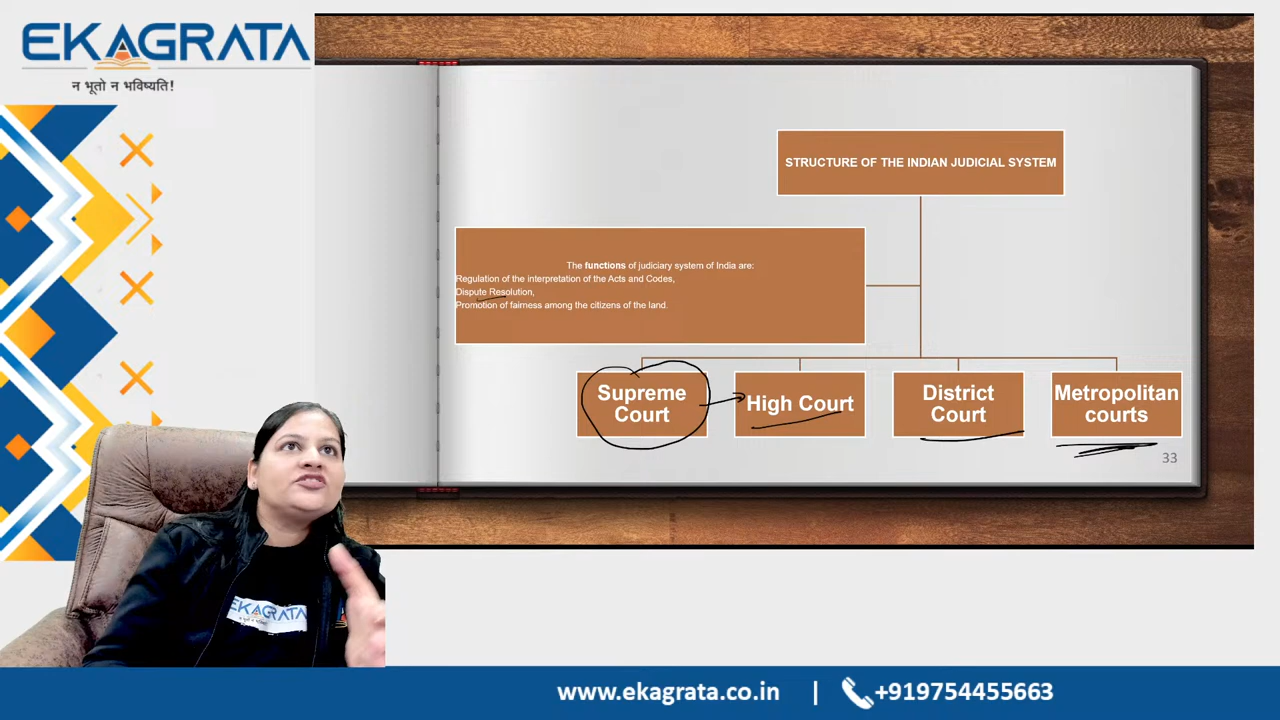 EKAGRATA
न भूतो न भविष्यति!
STRUCTURE OF THE INDIAN JUDICIAL SYSTEM
The functions of judiciary system of India are:
Regulation of the interpretation of the Acts and Codes,
Dispute Resolution,
Promotion of fairness among the citizens of the land.
Supreme
Court
High Court
District
Court
Metropolitan
courts
33
EKAGRATA
www.ekagrata.co.in | +919754455663